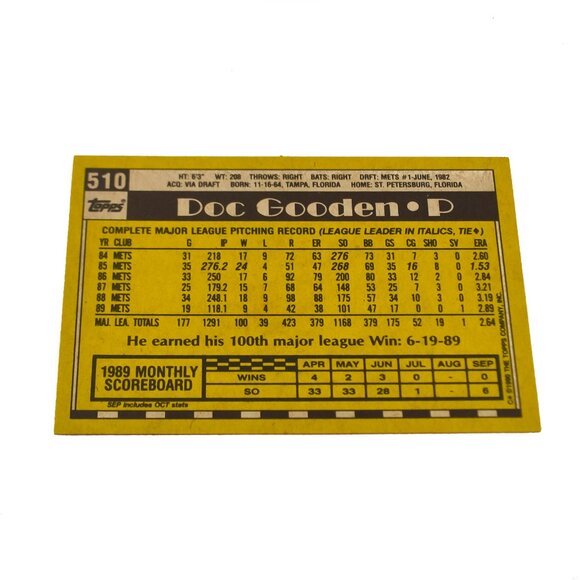 510
topps
HT: 6'3" WT: 208 THROWS: RIGHT BATS: RIGHT DRFT: METS #1-JUNE, 1982
ACQ: VIA DRAFT BORN: 11-16-64, TAMPA, FLORIDA HOME: ST. PETERSBURG, FLORIDA
Doc Gooden • P
COMPLETE MAJOR LEAGUE PITCHING RECORD (LEAGUE LEADER IN ITALICS, TIE♦)
YR CLUB G IP W L R ER SO BB GS CG SHO SV ERA
84 METS 31 218 17 9 72 63 276 73 31 7 3 0 2.60
85 METS 35 276.2 24 4 51 47 268 69 35 16 8 0 1.53
86 METS 33 250 17 6 92 79 200 80 33 12 2 0 2.84
87 METS 25 179.2 15 7 68 64 148 53 25 7 3 0 3.21
88 METS 34 248.1 18 9 98 88 175 57 34 10 3 0 3.19
89 METS 19 118.1 9 4 42 38 101 47 17 0 0 1 2.89
MAJ. LEA. TOTALS 177 1291 100 39 423 379 1168 379 175 52 19 1 2.64
He earned his 100th major league Win: 6-19-89
1989 MONTHLY SCOREBOARD
APR MAY JUN JUL AUG SEP
WINS 4 2 3 0 - 0
SO 33 33 28 1 - 6
SEP Includes OCT stats
C* ©1990 THE TOPPS COMPANY, INC.